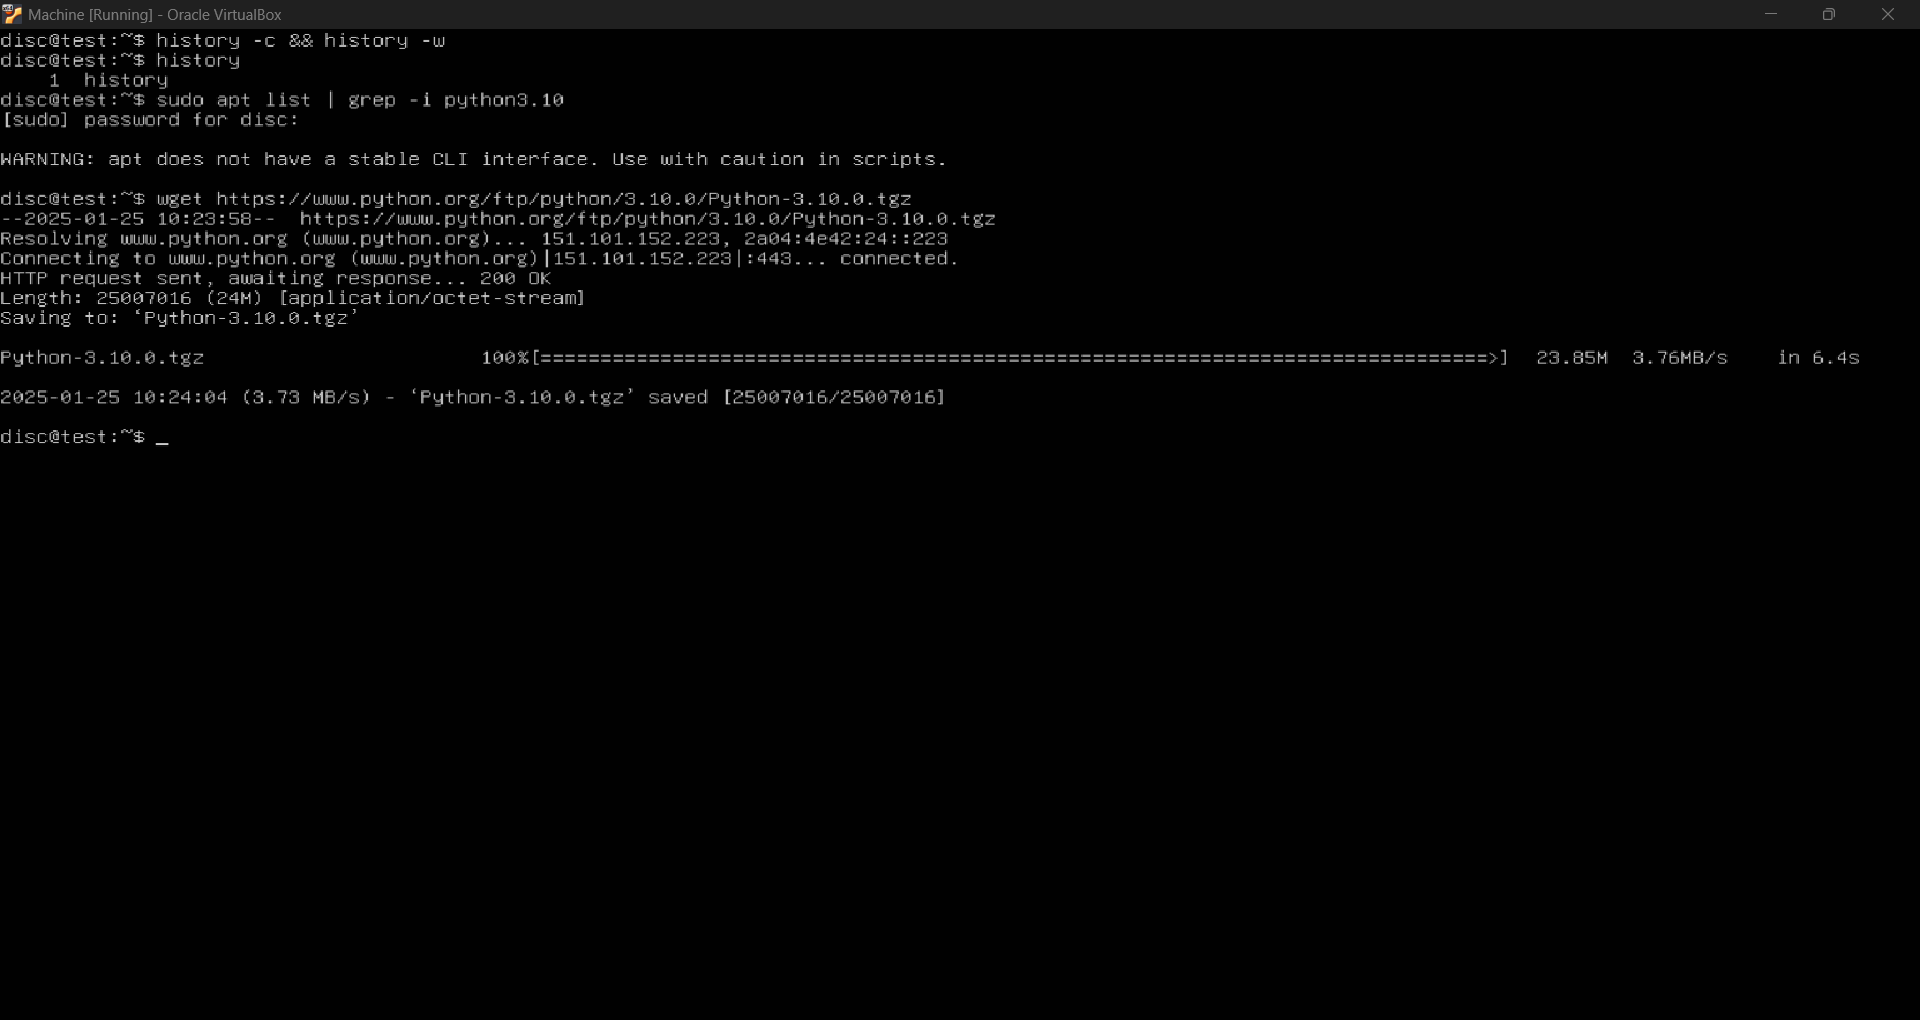 Machine [Running] - Oracle VirtualBox
disc@test:~$ history -c && history -w
disc@test:~$ history
    1  history
disc@test:~$ sudo apt list | grep -i python3.10
[sudo] password for disc:
WARNING: apt does not have a stable CLI interface. Use with caution in scripts.
disc@test:~$ wget https://www.python.org/ftp/python/3.10.0/Python-3.10.0.tgz
--2025-01-25 10:23:58--  https://www.python.org/ftp/python/3.10.0/Python-3.10.0.tgz
Resolving www.python.org (www.python.org)... 151.101.152.223, 2a04:4e42:24::223
Connecting to www.python.org (www.python.org)|151.101.152.223|:443... connected.
HTTP request sent, awaiting response... 200 OK
Length: 25007016 (24M) [application/octet-stream]
Saving to: ‘Python-3.10.0.tgz’
Python-3.10.0.tgz                       100%[===============================================================================>]  23.85M  3.76MB/s    in 6.4s
2025-01-25 10:24:04 (3.73 MB/s) - ‘Python-3.10.0.tgz’ saved [25007016/25007016]
disc@test:~$ _